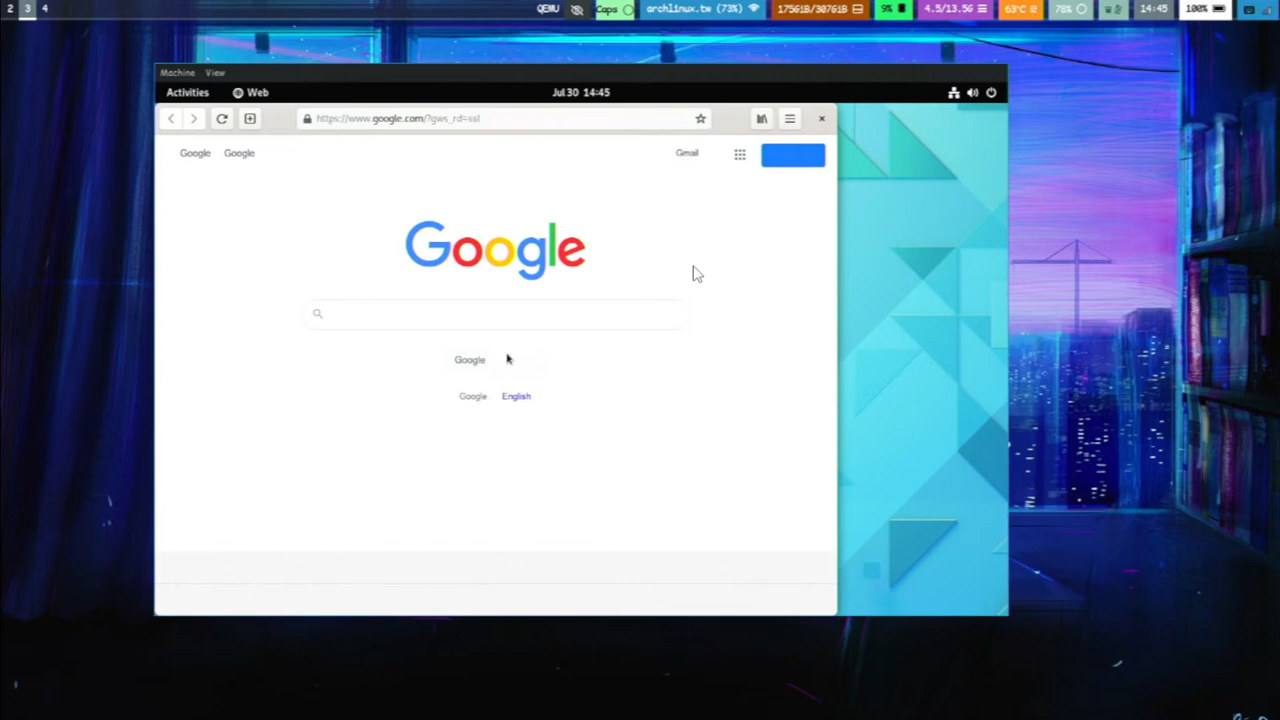 2 3 4 QEMU Caps archlinux.tw (73%) 175GiB/307GiB 9% 4.5/13.5G 63°C 78% 14:45 100%
Machine View
Activities Web Jul 30 14:45
https://www.google.com/?gws_rd=ssl
Google Google Gmail
Google
Google
Google English